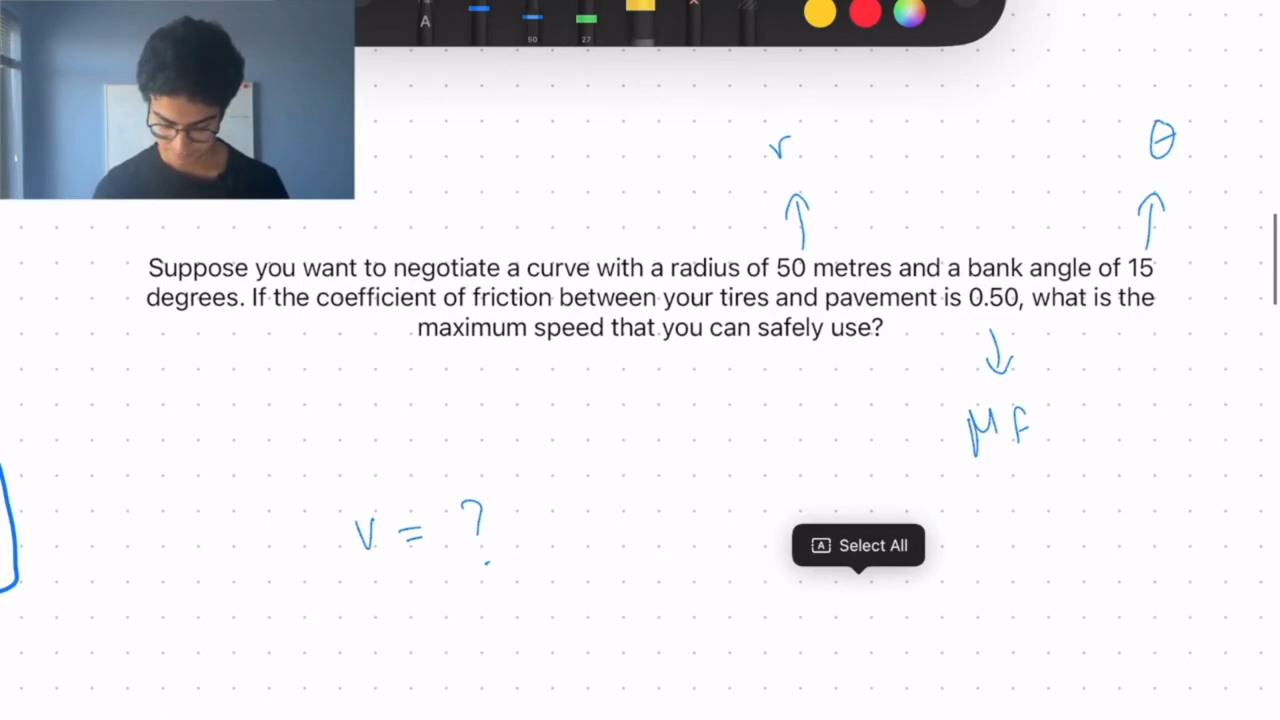 A
50
27
r
θ
Suppose you want to negotiate a curve with a radius of 50 metres and a bank angle of 15
degrees. If the coefficient of friction between your tires and pavement is 0.50, what is the
maximum speed that you can safely use?
μF
v = ?
A Select All